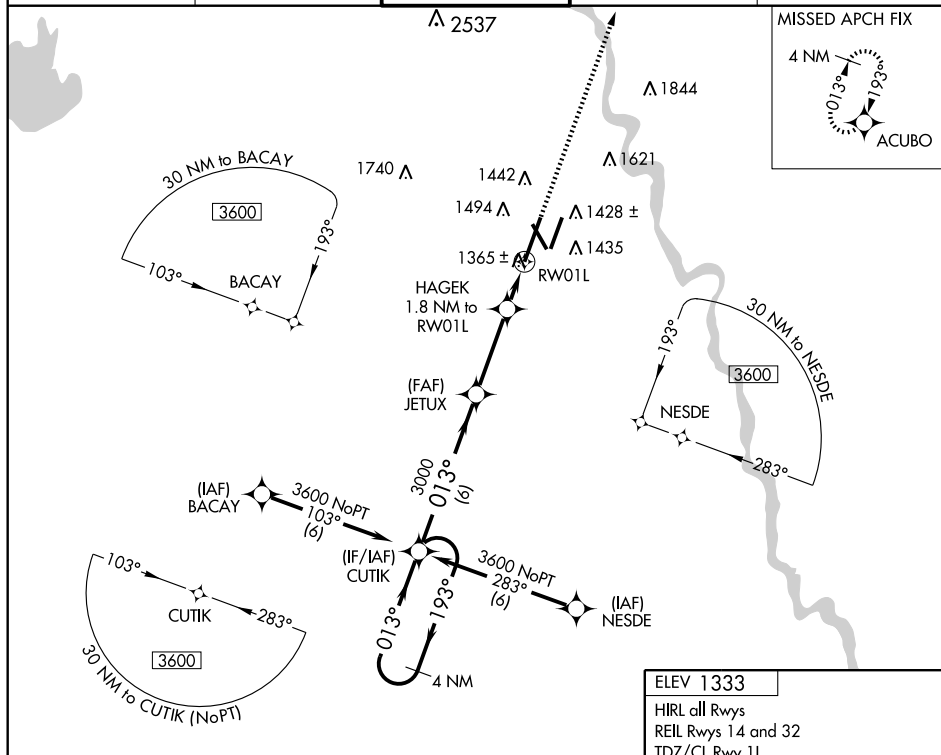 2537
MISSED APCH FIX
4 NM
013°
193°
ACUBO
1844
1621
1740
1442
1494
1428 ±
1435
1365 ±
RW01L
30 NM to BACAY
3600
193°
103°
BACAY
HAGEK
1.8 NM to
RW01L
30 NM to NESDE
193°
3600
NESDE
283°
(FAF)
JETUX
3000
013°
(6)
(IAF)
BACAY
3600 NoPT
103°
(6)
(IF/IAF)
CUTIK
3600 NoPT
283°
(6)
(IAF)
NESDE
013°
193°
4 NM
103°
CUTIK
283°
3600
30 NM to CUTIK (NoPT)
ELEV 1333
HIRL all Rwys
REIL Rwys 14 and 32
TDZ/CL Rwy 1L